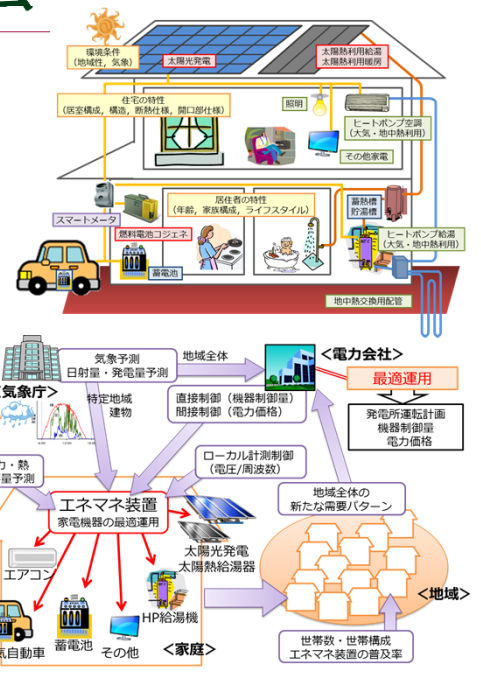 環境条件
（地域性，気象）
太陽光発電
太陽熱利用給湯
太陽熱利用暖房
住宅の特性
（居室構成，構造，断熱仕様，開口部仕様）
照明
ヒートポンプ空調
（大気・地中熱利用）
その他家電
居住者の特性
（年齢，家族構成，ライフスタイル）
蓄熱槽
貯湯槽
スマートメータ
燃料電池コジェネ
ヒートポンプ給湯
（大気・地中熱利用）
蓄電池
地中熱交換用配管
気象予測
日射量・発電量予測
地域全体
＜電力会社＞
最適運用
気象庁＞
特定地域
建物
直接制御（機器制御量）
間接制御（電力価格）
発電所運転計画
機器制御量
電力価格
ローカル計測制御
（電圧/周波数）
力・熱
量予測
エネマネ装置
家電機器の最適運用
地域全体の
新たな需要パターン
太陽光発電
太陽熱給湯器
エアコン
HP給湯機
＜地域＞
気自動車
蓄電池
その他
＜家庭＞
世帯数・世帯構成
エネマネ装置の普及率